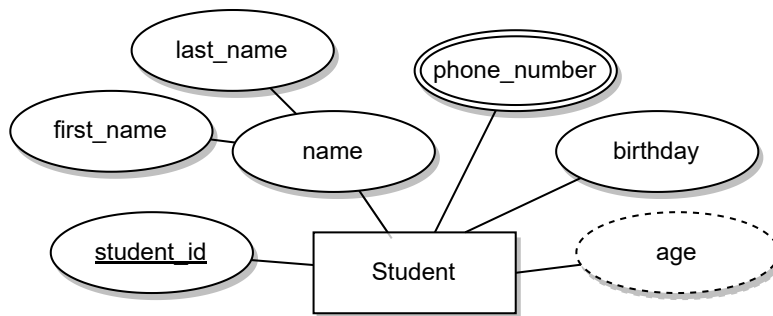 last_name
phone_number
first_name
name
birthday
student_id
Student
age